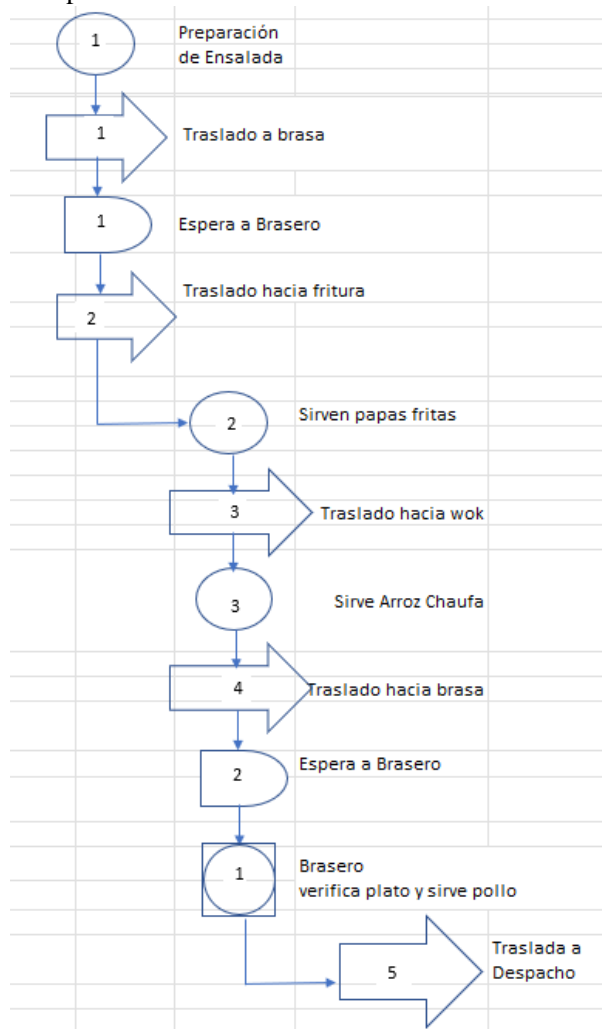 1
Preparación
de Ensalada
1
Traslado a brasa
1
Espera a Brasero
Traslado hacia fritura
2
Sirven papas fritas
2
3
Traslado hacia wok
3
Sirve Arroz Chaufa
4
Traslado hacia brasa
Espera a Brasero
2
1
Brasero
verifica plato y sirve pollo
5
Traslada a
Despacho